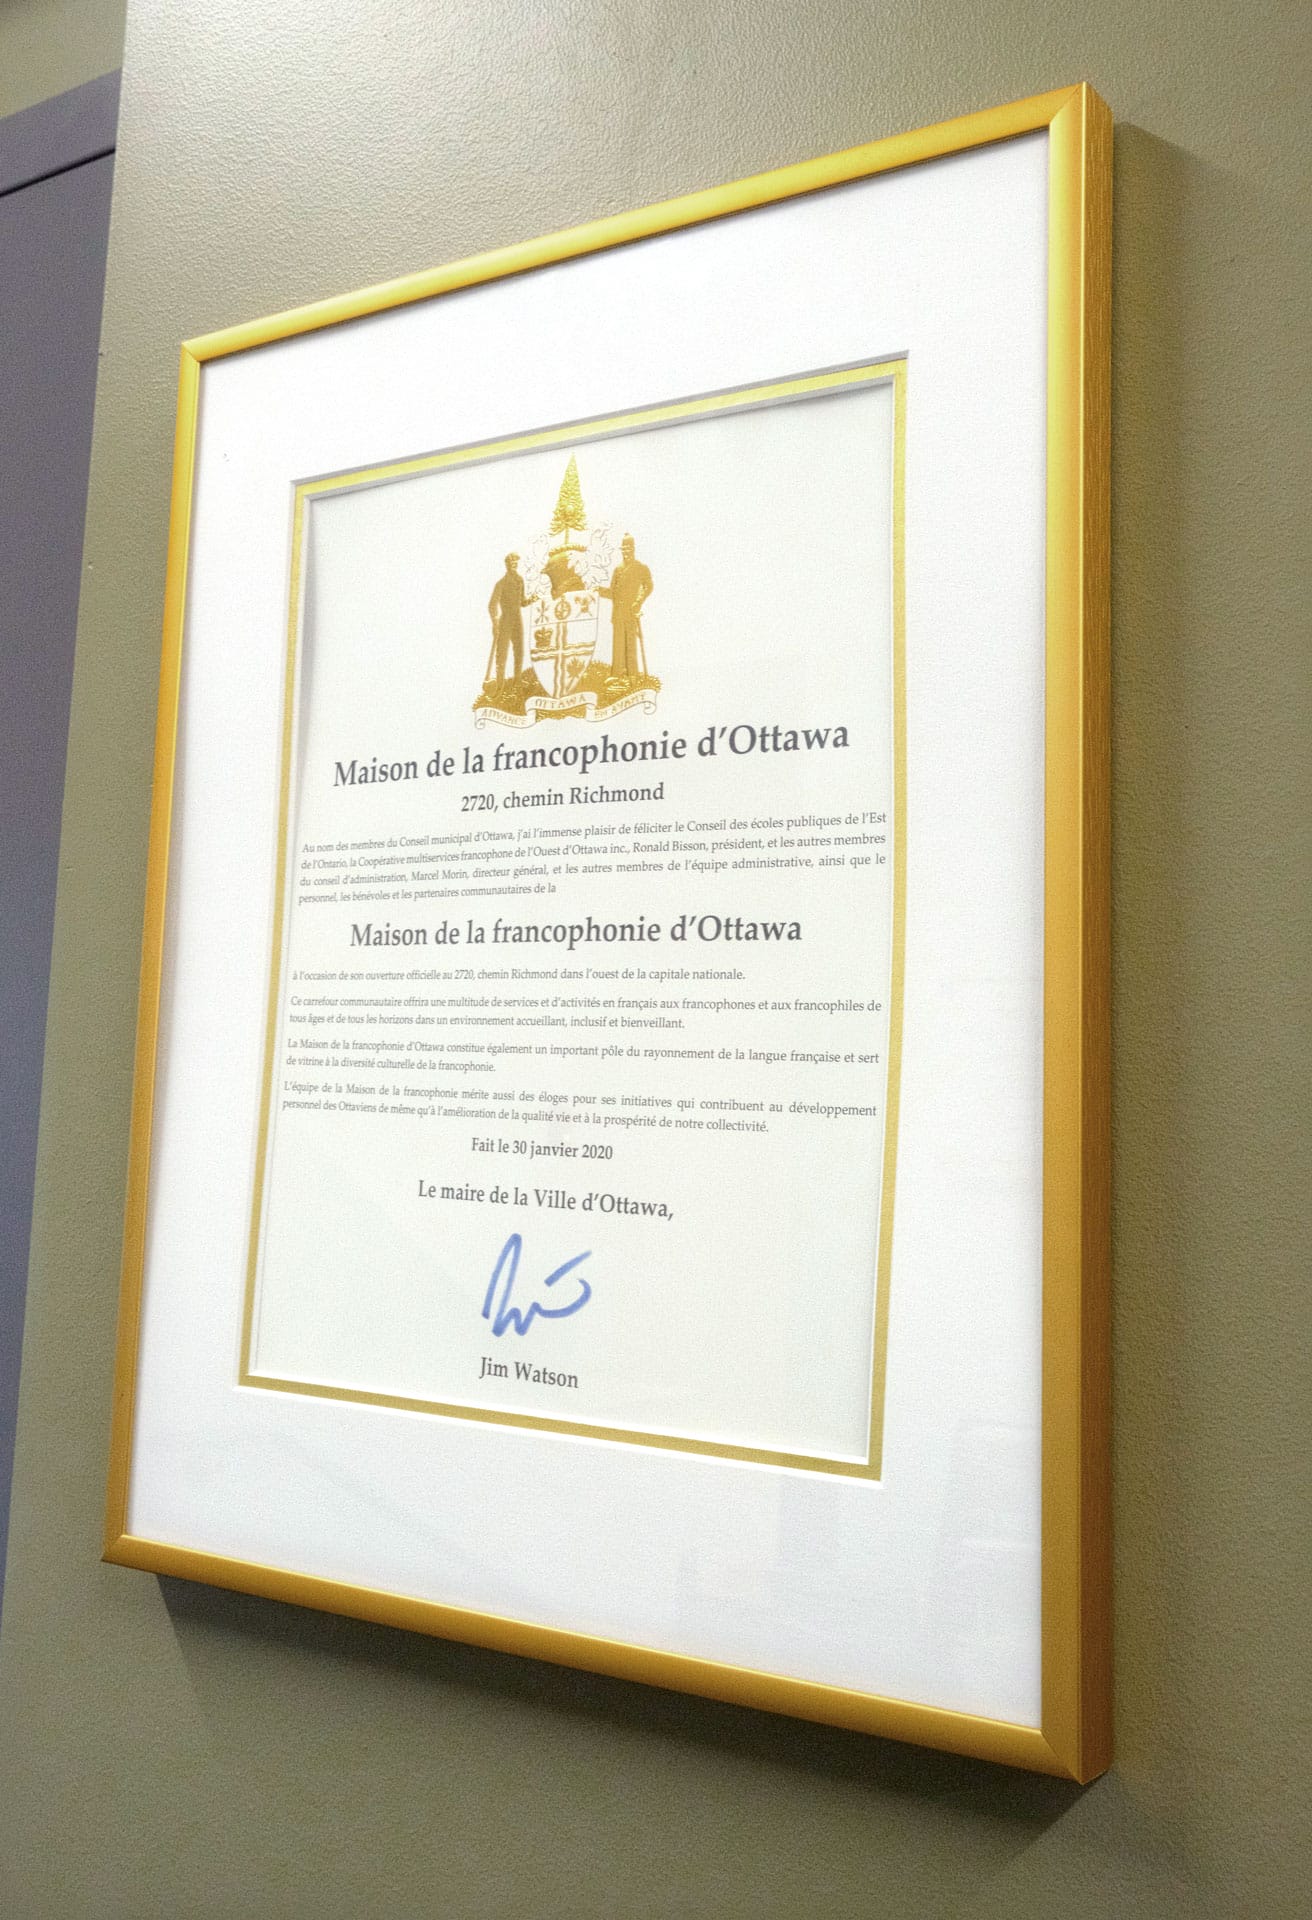 ADVANCE OTTAWA EN AVANT
Maison de la francophonie d'Ottawa
2720, chemin Richmond
Au nom des membres du Conseil municipal d'Ottawa, j'ai l'immense plaisir de féliciter le Conseil des écoles publiques de l'Est
de l'Ontario, la Coopérative multiservices francophone de l'Ouest d'Ottawa inc., Ronald Bisson, président, et les autres membres
du conseil d'administration, Marcel Morin, directeur général, et les autres membres de l'équipe administrative, ainsi que le
personnel, les bénévoles et les partenaires communautaires de la
Maison de la francophonie d'Ottawa
à l'occasion de son ouverture officielle au 2720, chemin Richmond dans l'ouest de la capitale nationale.
Ce carrefour communautaire offrira une multitude de services et d'activités en français aux francophones et aux francophiles de
tous âges et de tous les horizons dans un environnement accueillant, inclusif et bienveillant.
La Maison de la francophonie d'Ottawa constitue également un important pôle du rayonnement de la langue française et sert
de vitrine à la diversité culturelle de la francophonie.
L'équipe de la Maison de la francophonie mérite aussi des éloges pour ses initiatives qui contribuent au développement
personnel des Ottaviens de même qu'à l'amélioration de la qualité vie et à la prospérité de notre collectivité.
Fait le 30 janvier 2020
Le maire de la Ville d'Ottawa,
Jim Watson